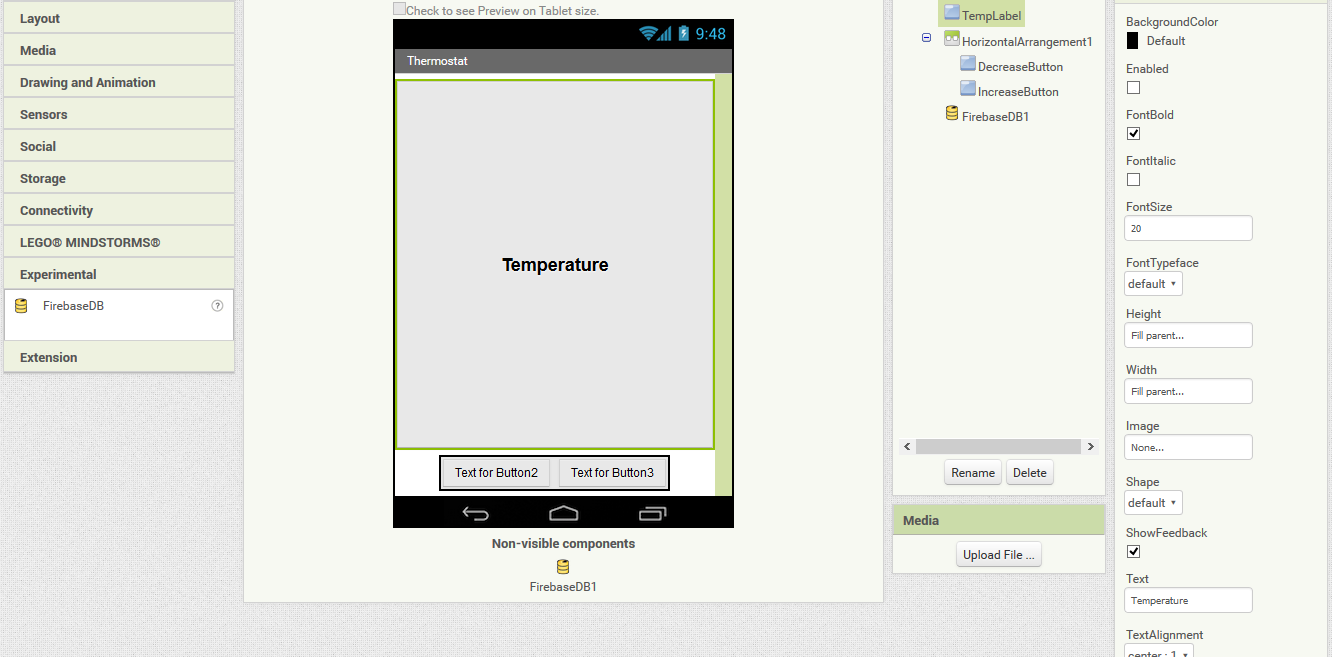 Layout
Media
Drawing and Animation
Sensors
Social
Storage
Connectivity
LEGO® MINDSTORMS®
Experimental
FirebaseDB
?
Extension
Check to see Preview on Tablet size.
9:48
Thermostat
Temperature
Text for Button2
Text for Button3
Non-visible components
FirebaseDB1
TempLabel
HorizontalArrangement1
DecreaseButton
IncreaseButton
FirebaseDB1
Rename
Delete
Media
Upload File ...
BackgroundColor
Default
Enabled
FontBold
FontItalic
FontSize
20
FontTypeface
default
Height
Fill parent...
Width
Fill parent...
Image
None...
Shape
default
ShowFeedback
Text
Temperature
TextAlignment
center : 1